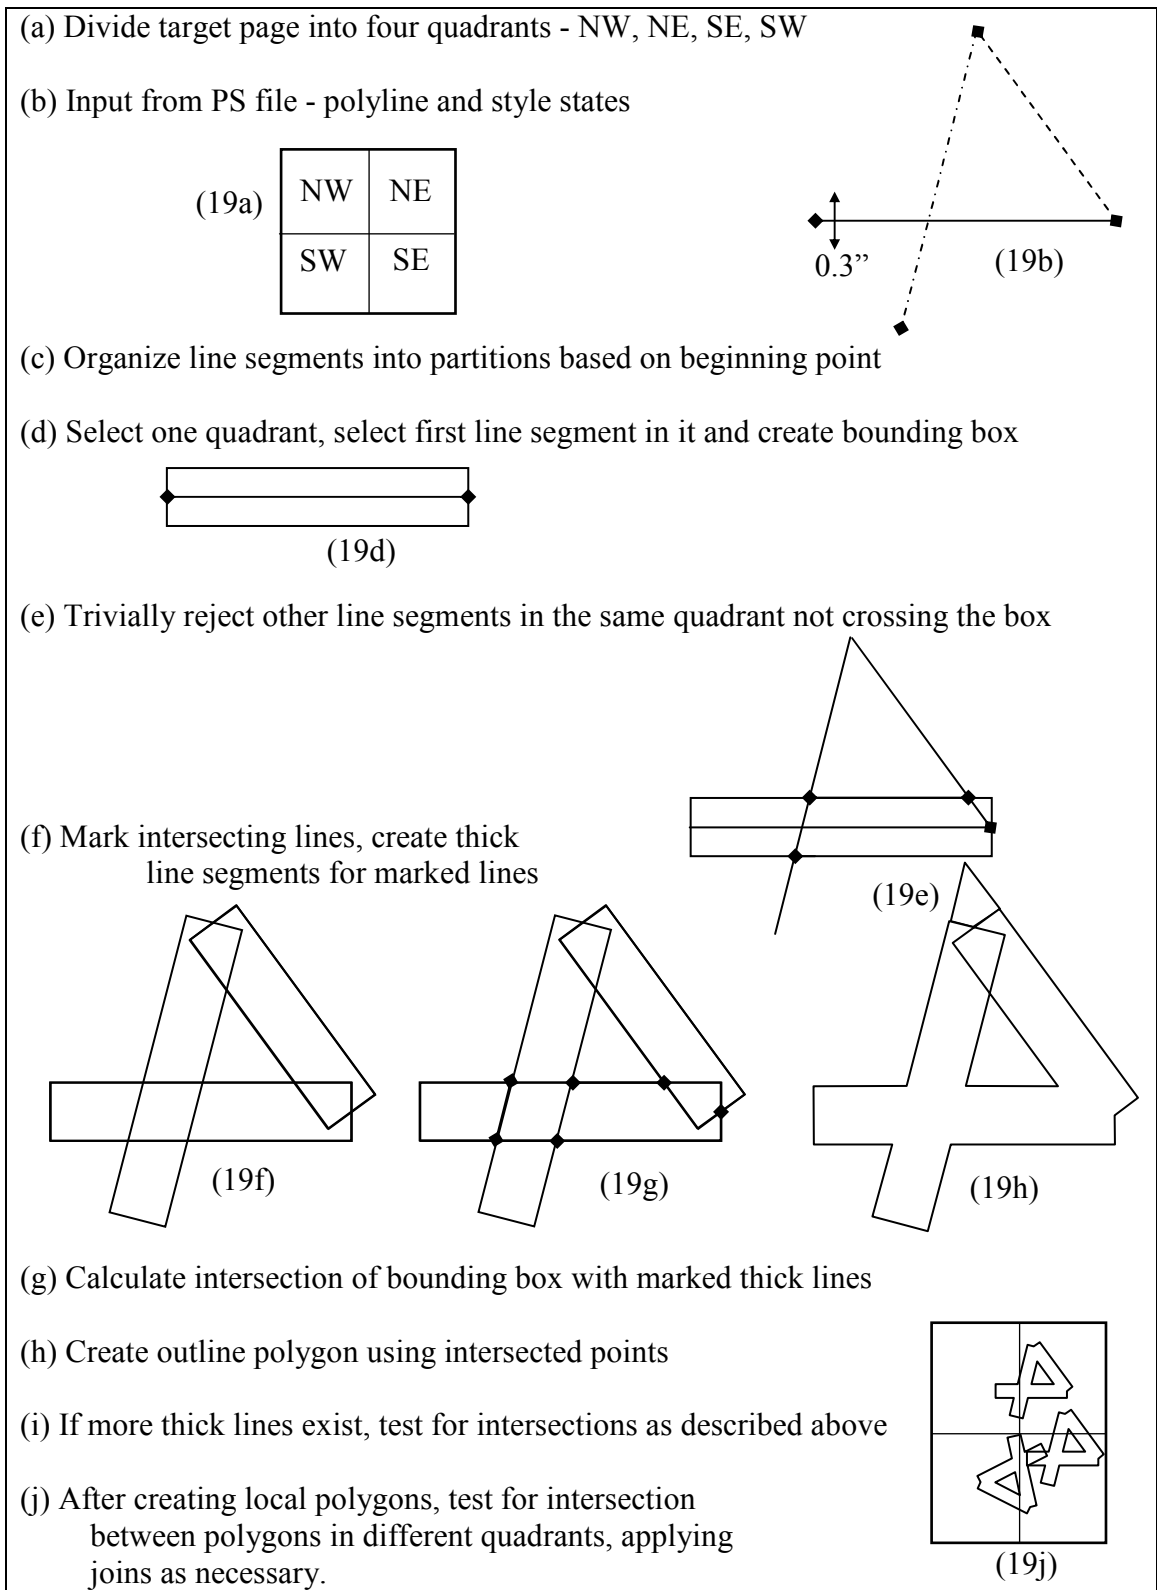 (a) Divide target page into four quadrants - NW, NE, SE, SW
(b) Input from PS file - polyline and style states
(19a)
NW NE
SW SE
0.3”
(19b)
(c) Organize line segments into partitions based on beginning point
(d) Select one quadrant, select first line segment in it and create bounding box
(19d)
(e) Trivially reject other line segments in the same quadrant not crossing the box
(19e)
(f) Mark intersecting lines, create thick
line segments for marked lines
(19f)
(19g)
(19h)
(g) Calculate intersection of bounding box with marked thick lines
(h) Create outline polygon using intersected points
(i) If more thick lines exist, test for intersections as described above
(j) After creating local polygons, test for intersection
between polygons in different quadrants, applying
joins as necessary.
(19j)